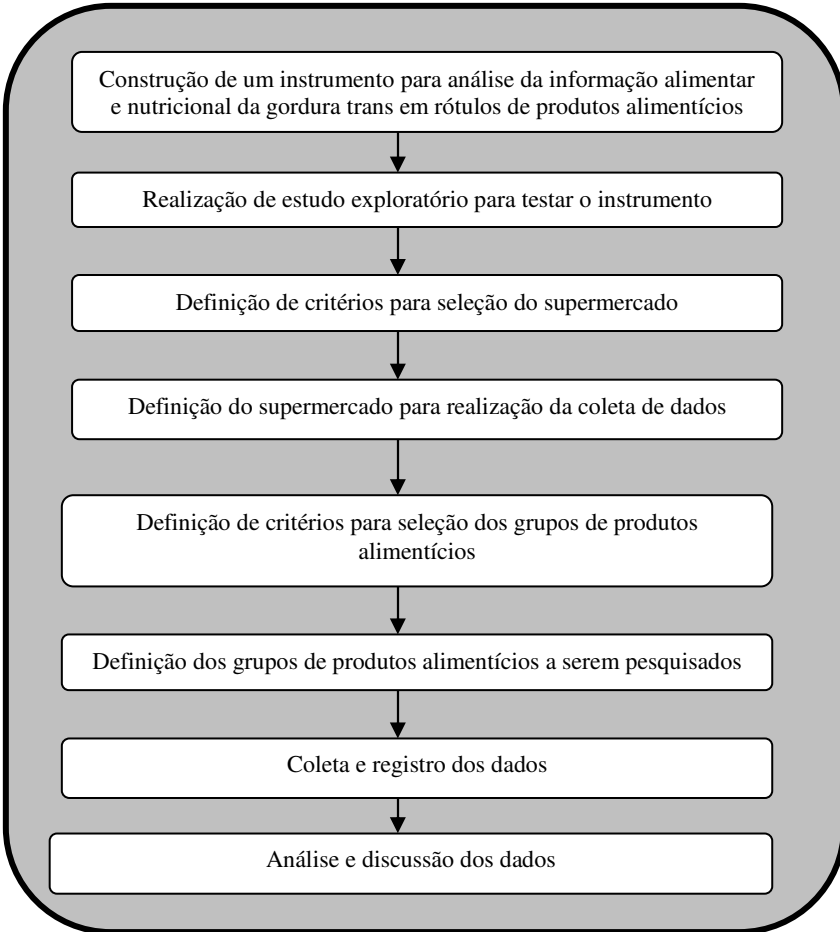 Construção de um instrumento para análise da informação alimentar
e nutricional da gordura trans em rótulos de produtos alimentícios
Realização de estudo exploratório para testar o instrumento
Definição de critérios para seleção do supermercado
Definição do supermercado para realização da coleta de dados
Definição de critérios para seleção dos grupos de produtos
alimentícios
Definição dos grupos de produtos alimentícios a serem pesquisados
Coleta e registro dos dados
Análise e discussão dos dados